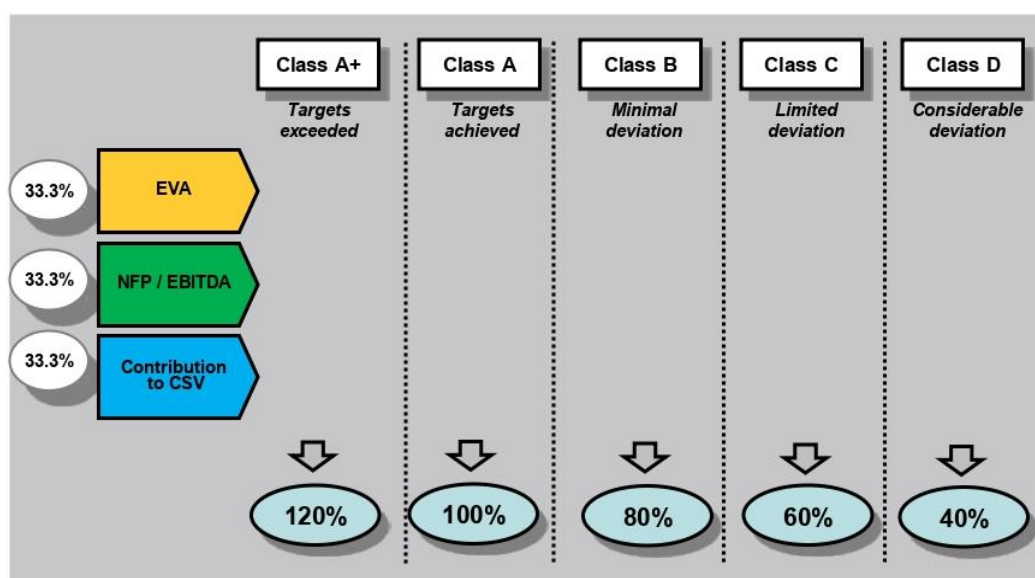 Class A+
Class A
Class B
Class C
Class D
Targets
exceeded
Targets
achieved
Minimal
deviation
Limited
deviation
Considerable
deviation
33.3%
EVA
33.3%
NFP / EBITDA
33.3%
Contribution
to CSV
120%
100%
80%
60%
40%